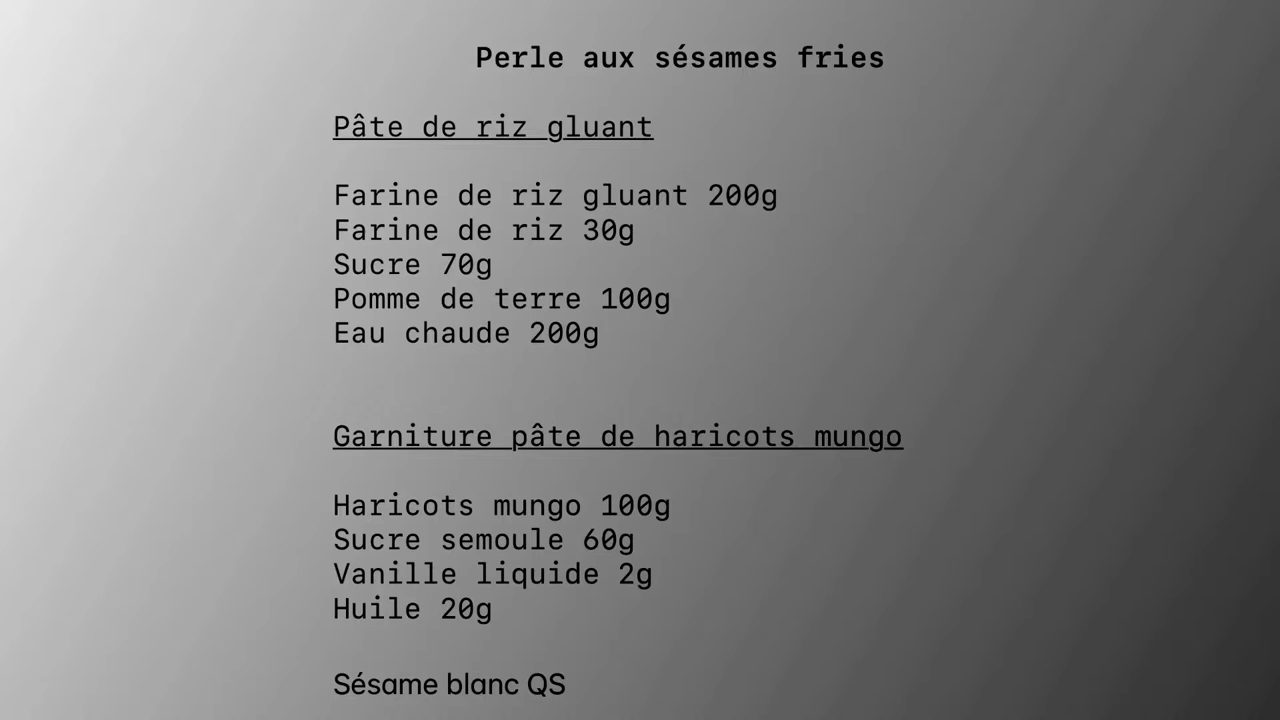 Perle aux sésames fries
Pâte de riz gluant
Farine de riz gluant 200g
Farine de riz 30g
Sucre 70g
Pomme de terre 100g
Eau chaude 200g
Garniture pâte de haricots mungo
Haricots mungo 100g
Sucre semoule 60g
Vanille liquide 2g
Huile 20g
Sésame blanc QS